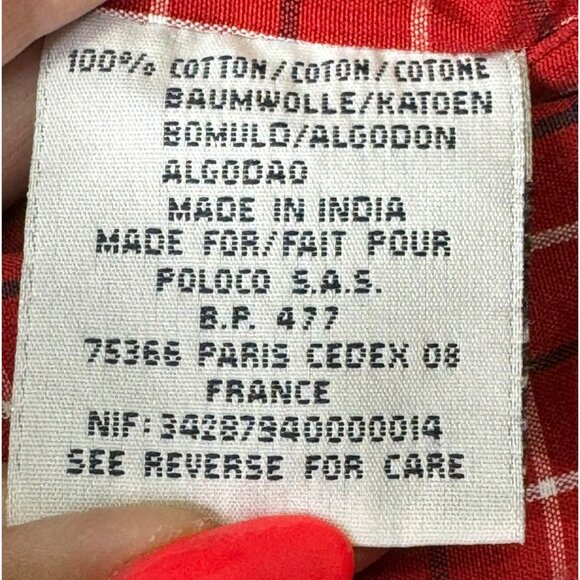 100% COTTON/COTON/COTONE
BAUMWOLLE/KATOEN
BOMULD/ALGODON
ALGODAO
MADE IN INDIA
MADE FOR/FAIT POUR
POLOCO S.A.S.
B.P. 477
75366 PARIS CEDEX 08
FRANCE
NIF: 34287340000014
SEE REVERSE FOR CARE